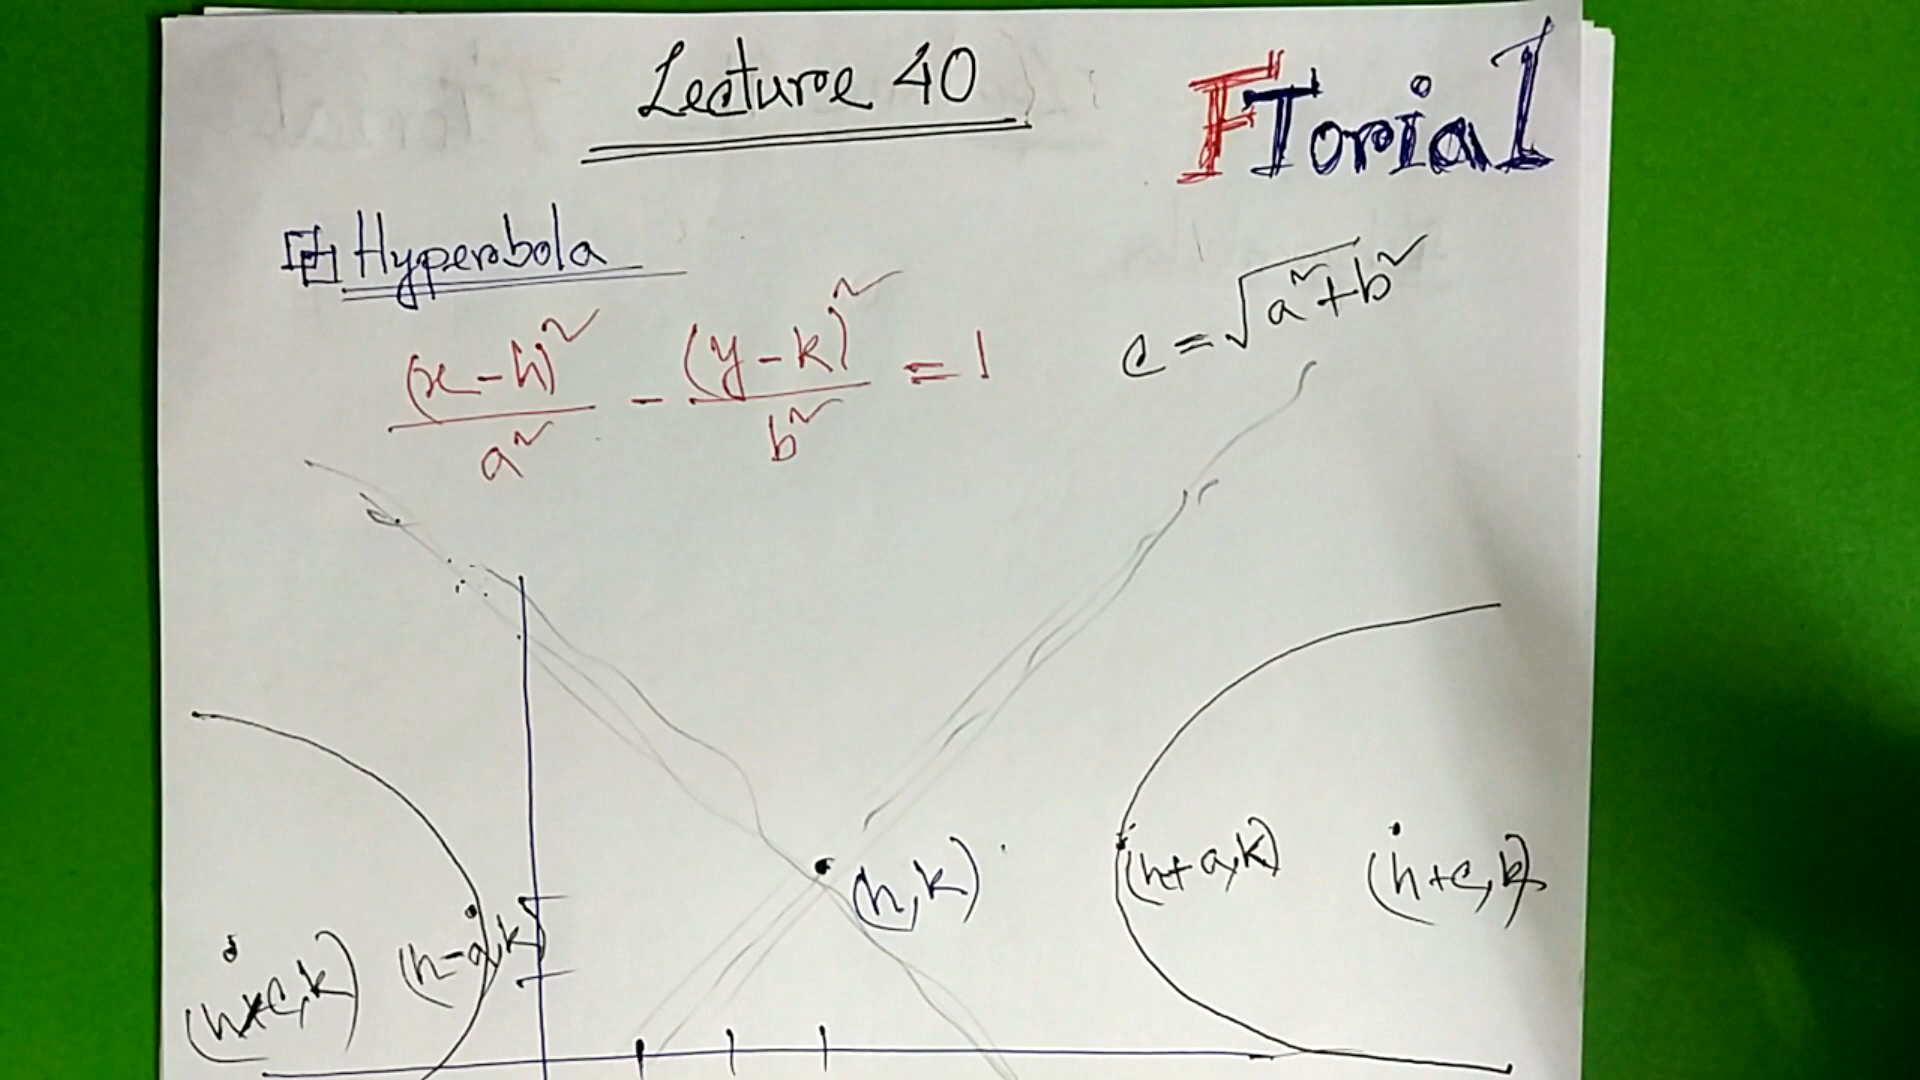 Lecture 40
FTorial
Hyperbola
(x-h)²/a² - (y-k)²/b² = 1
c = √a²+b²
(h, k)
(h+a, k)
(h+c, k)
(h-a, k)